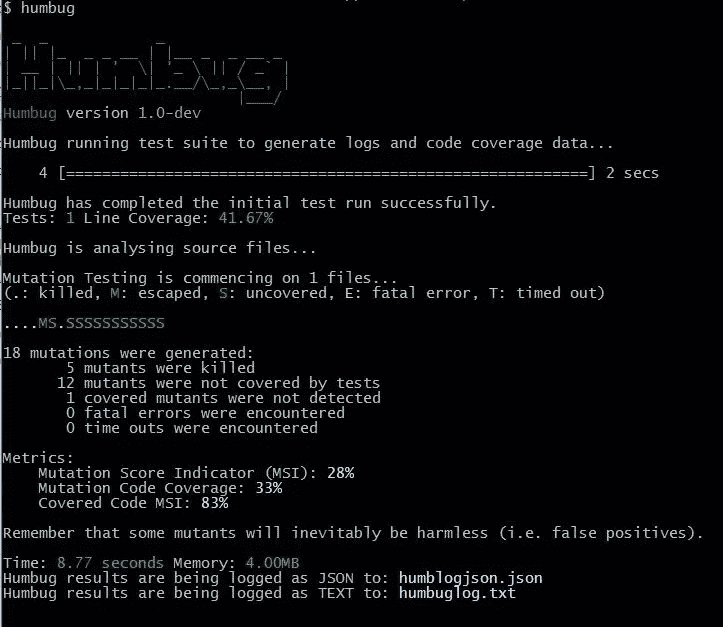 $ humbug
Humbug
Humbug version 1.0-dev
Humbug running test suite to generate logs and code coverage data...
4 [==========================================================] 2 secs
Humbug has completed the initial test run successfully.
Tests: 1 Line Coverage: 41.67%
Humbug is analysing source files...
Mutation Testing is commencing on 1 files...
(.: killed, M: escaped, S: uncovered, E: fatal error, T: timed out)
....MS.SSSSSSSSSSS
18 mutations were generated:
5 mutants were killed
12 mutants were not covered by tests
1 covered mutants were not detected
0 fatal errors were encountered
0 time outs were encountered
Metrics:
Mutation Score Indicator (MSI): 28%
Mutation Code Coverage: 33%
Covered Code MSI: 83%
Remember that some mutants will inevitably be harmless (i.e. false positives).
Time: 8.77 seconds Memory: 4.00MB
Humbug results are being logged as JSON to: humblogjson.json
Humbug results are being logged as TEXT to: humbuglog.txt